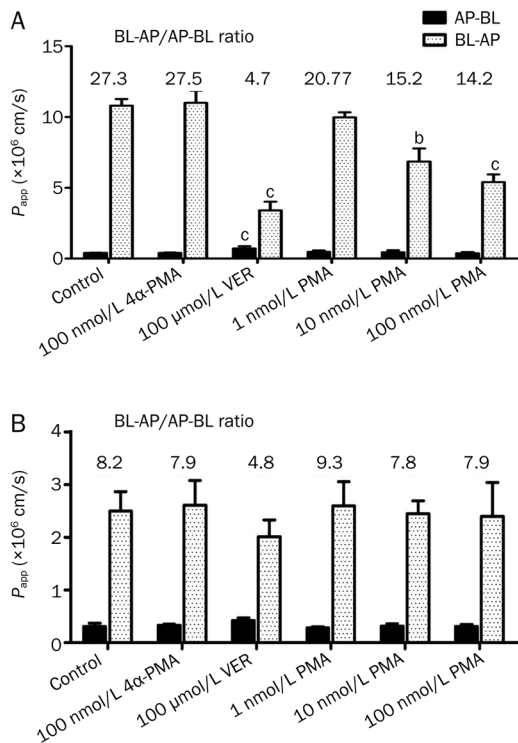 A
BL-AP/AP-BL ratio
AP-BL
BL-AP
27.3 27.5 4.7 20.77 15.2 14.2
15
10
5
0
Papp (×10⁶ cm/s)
c c b c
Control
100 nmol/L 4α-PMA
100 μmol/L VER
1 nmol/L PMA
10 nmol/L PMA
100 nmol/L PMA
B
BL-AP/AP-BL ratio
8.2 7.9 4.8 9.3 7.8 7.9
4
3
2
1
0
Papp (×10⁶ cm/s)
Control
100 nmol/L 4α-PMA
100 μmol/L VER
1 nmol/L PMA
10 nmol/L PMA
100 nmol/L PMA